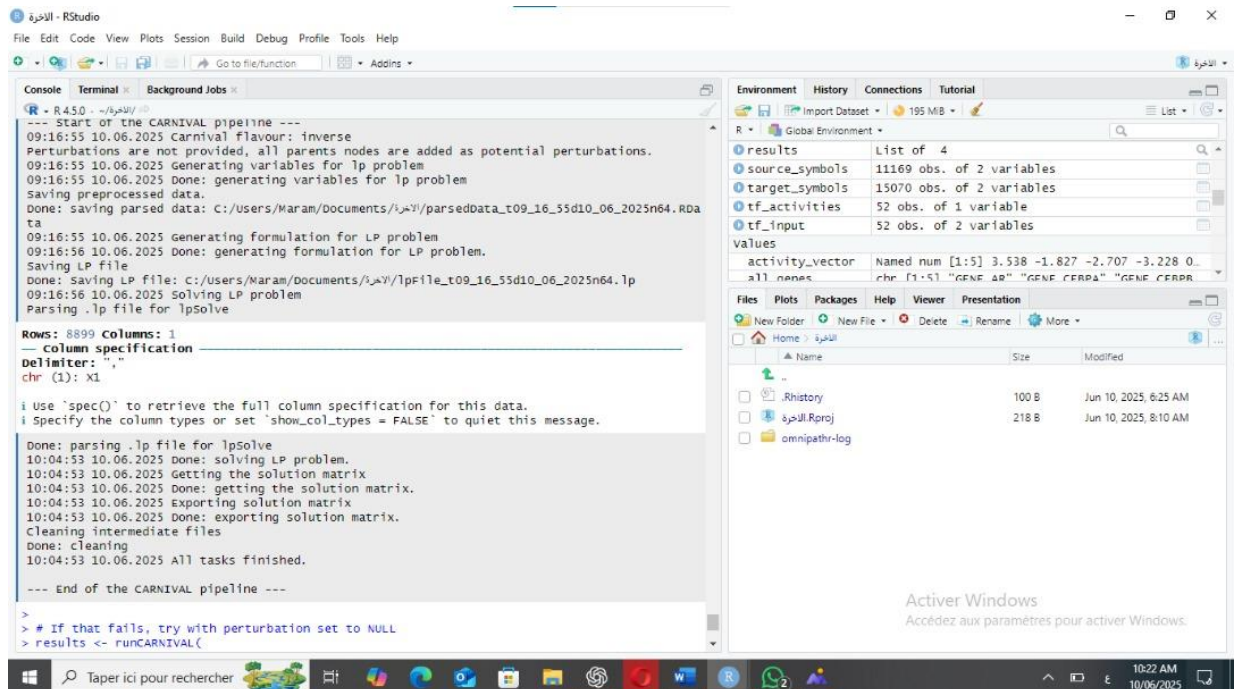 الاخرة - RStudio
File Edit Code View Plots Session Build Debug Profile Tools Help
Go to file/function
Addins
الاخرة
Console Terminal Background Jobs
R - R 4.5.0 · ~/الاخرة/
--- Start of the CARNIVAL pipeline ---
09:16:55 10.06.2025 Carnival flavour: inverse
Perturbations are not provided, all parents nodes are added as potential perturbations.
09:16:55 10.06.2025 Generating variables for lp problem
09:16:55 10.06.2025 Done: generating variables for lp problem
Saving preprocessed data.
Done: saving parsed data: C:/Users/Maram/Documents/الاخرة/parsedData_t09_16_55d10_06_2025n64.RDa
ta
09:16:55 10.06.2025 Generating formulation for LP problem
09:16:56 10.06.2025 Done: generating formulation for LP problem.
Saving LP file
Done: Saving LP file: C:/Users/Maram/Documents/الاخرة/lpFile_t09_16_55d10_06_2025n64.lp
09:16:56 10.06.2025 Solving LP problem
Parsing .lp file for lpSolve
Rows: 8899 Columns: 1
── Column specification ──
Delimiter: ","
chr (1): X1
ℹ Use `spec()` to retrieve the full column specification for this data.
ℹ Specify the column types or set `show_col_types = FALSE` to quiet this message.
Done: parsing .lp file for lpSolve
10:04:53 10.06.2025 Done: solving LP problem.
10:04:53 10.06.2025 Getting the solution matrix
10:04:53 10.06.2025 Done: getting the solution matrix.
10:04:53 10.06.2025 Exporting solution matrix
10:04:53 10.06.2025 Done: exporting solution matrix.
Cleaning intermediate files
Done: cleaning
10:04:53 10.06.2025 All tasks finished.
--- End of the CARNIVAL pipeline ---
>
> # If that fails, try with perturbation set to NULL
> results <- runCARNIVAL(
Environment History Connections Tutorial
Import Dataset 195 MiB List
R Global Environment
results List of 4
source_symbols 11169 obs. of 2 variables
target_symbols 15070 obs. of 2 variables
tf_activities 52 obs. of 1 variable
tf_input 52 obs. of 2 variables
Values
activity_vector Named num [1:5] 3.538 -1.827 -2.707 -3.228 0…
all_genes chr [1:5] "GENE_AR" "GENE_CEBPA" "GENE_CEBPB
Files Plots Packages Help Viewer Presentation
New Folder New File Delete Rename More
Home الاخرة
Name Size Modified
..
.Rhistory 100 B Jun 10, 2025, 6:25 AM
الاخرة.Rproj 218 B Jun 10, 2025, 8:10 AM
omnipathr-log
Activer Windows
Accédez aux paramètres pour activer Windows.
Taper ici pour rechercher
2
ع
10:22 AM
10/06/2025